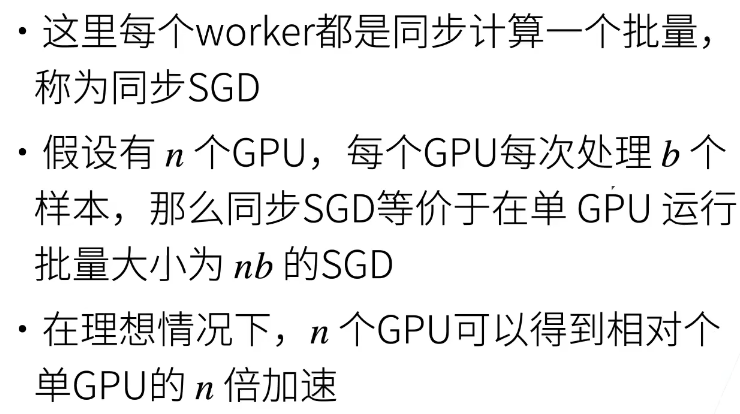 • 这里每个worker都是同步计算一个批量，
称为同步SGD
• 假设有 n 个GPU，每个GPU每次处理 b 个
样本，那么同步SGD等价于在单 GPU 运行
批量大小为 nb 的SGD
• 在理想情况下，n 个GPU可以得到相对个
单GPU的 n 倍加速